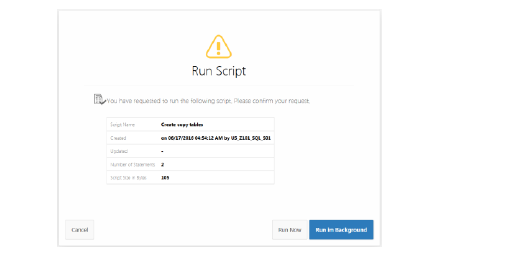 Run Script
You have requested to run the following script. Please confirm your request.
Script Name Create copy tables
Created on 08/17/2016 04:54:12 AM by US_Z181_SQL_S01
Updated -
Number of Statements 2
Script Size in Bytes
Cancel
Run Now
Run in Background